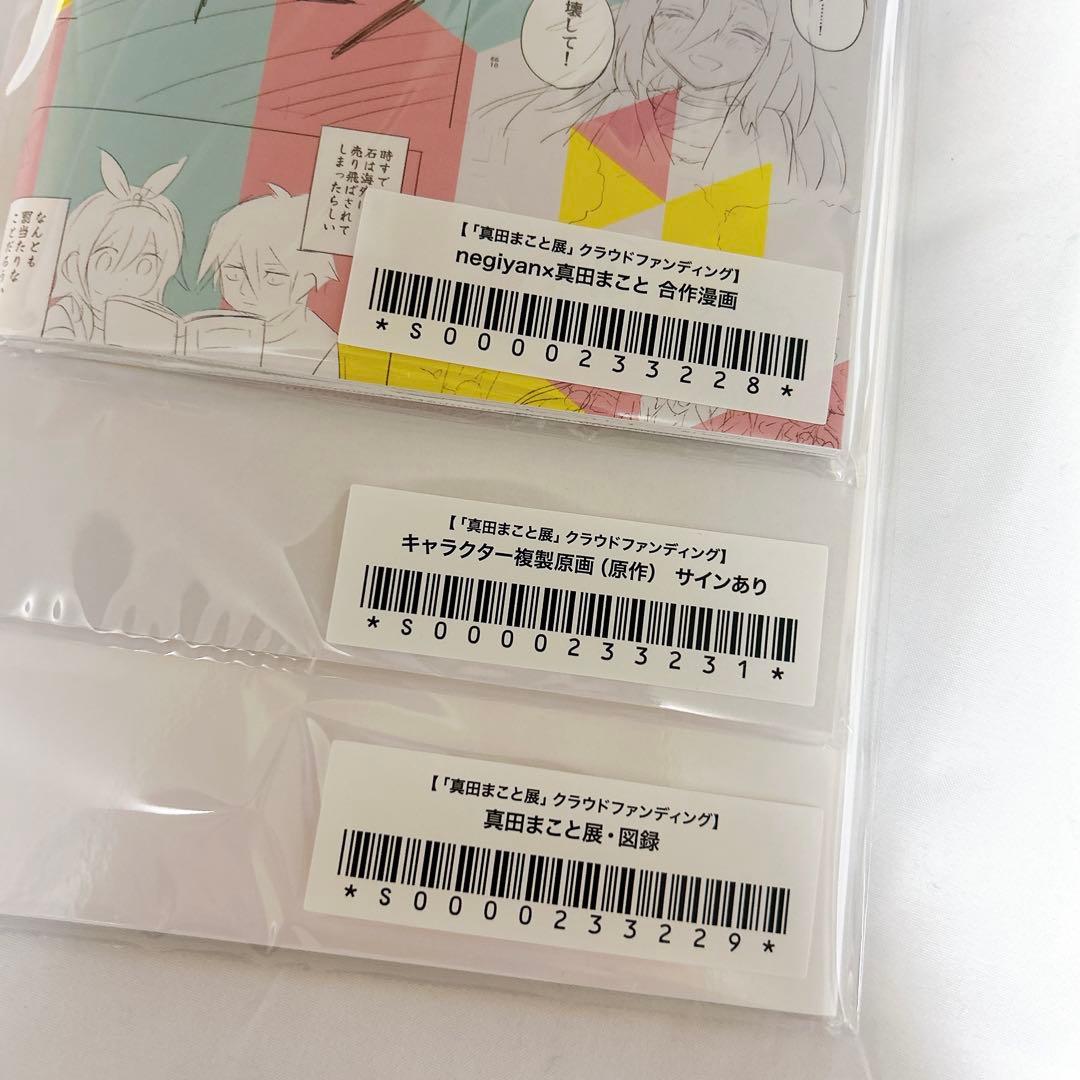 壊して！
時すで
石は海外に
売り飛ばされて
しまったらしい
なんとも
罰当たりな
ことだろうか
【「真田まこと展」クラウドファンディング】
negiyan×真田まこと 合作漫画
*S0000233228*
【「真田まこと展」クラウドファンディング】
キャラクター複製原画（原作） サインあり
*S0000233231*
【「真田まこと展」クラウドファンディング】
真田まこと展・図録
*S0000233229*